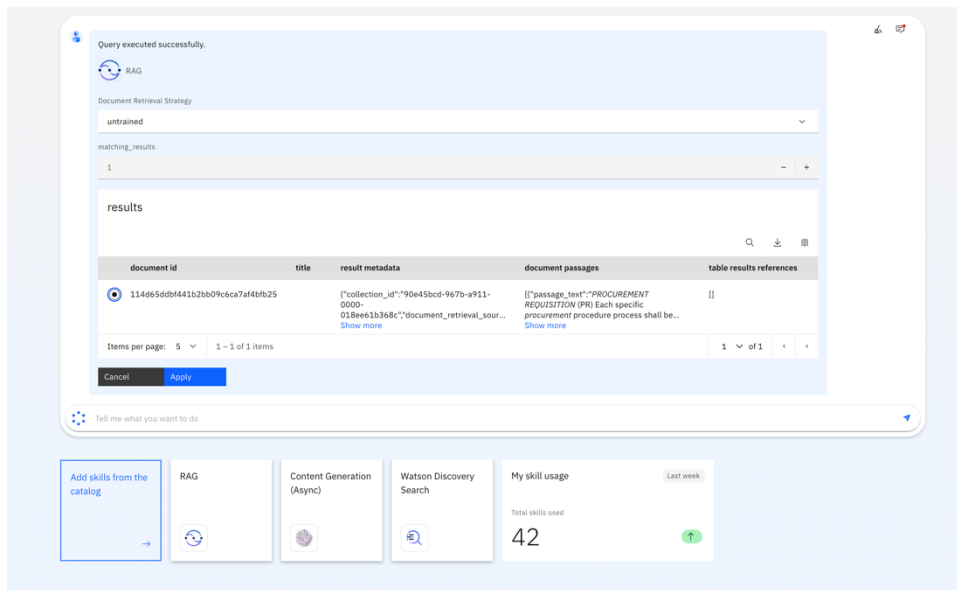 Query executed successfully.
RAG
Document Retrieval Strategy
untrained
matching_results
1
results
document id title result metadata document passages table results references
114d65ddbf441b2bb09c6ca7af4bfb25 {"collection_id":"90e45bcd-967b-a911- [{"passage_text":"PROCUREMENT []
0000- REQUISITION (PR) Each specific
018ee61b368c","document_retrieval_sour... procurement procedure process shall be...
Show more Show more
Items per page: 5 1 – 1 of 1 items 1 of 1
Cancel Apply
Tell me what you want to do
Add skills from the RAG Content Generation Watson Discovery My skill usage Last week
catalog (Async) Search
Total skills used
42